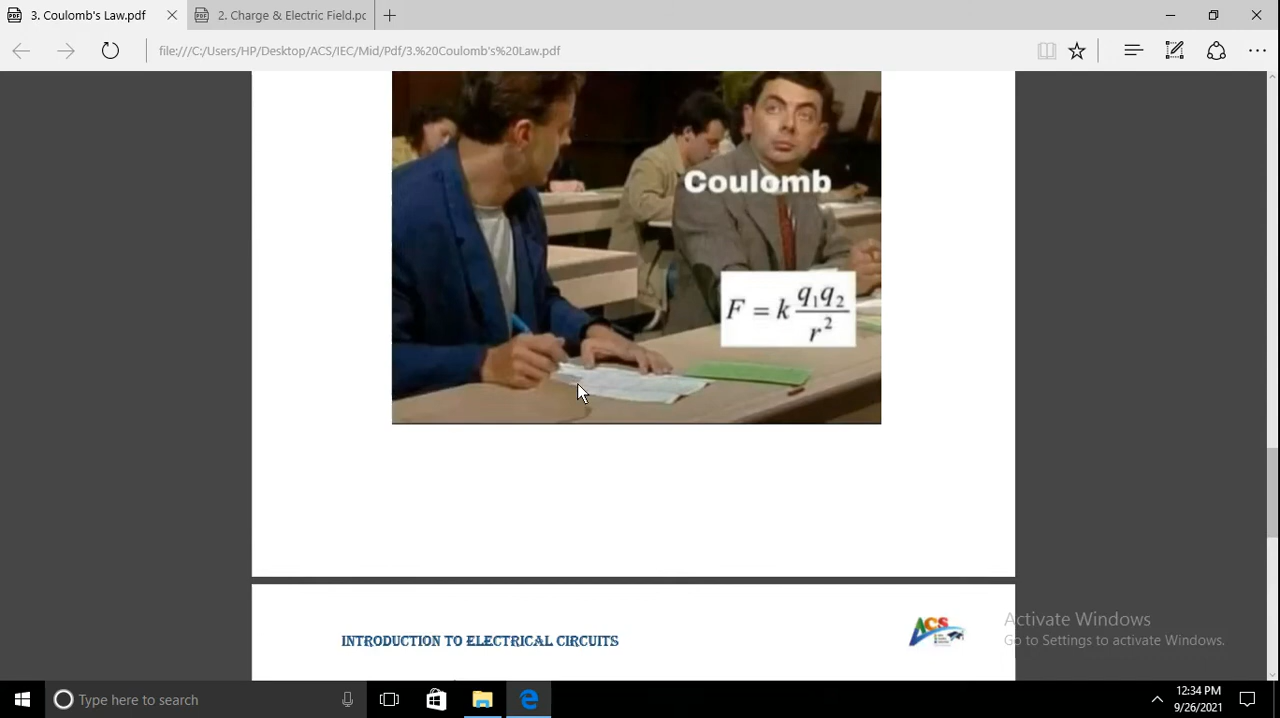 3. Coulomb's Law.pdf
2. Charge & Electric Field.pc
file:///C:/Users/HP/Desktop/ACS/IEC/Mid/Pdf/3.%20Coulomb's%20Law.pdf
Coulomb
F = k q₁q₂ / r²
INTRODUCTION TO ELECTRICAL CIRCUITS
ACS
Activate Windows
Go to Settings to activate Windows.
Type here to search
12:34 PM
9/26/2021